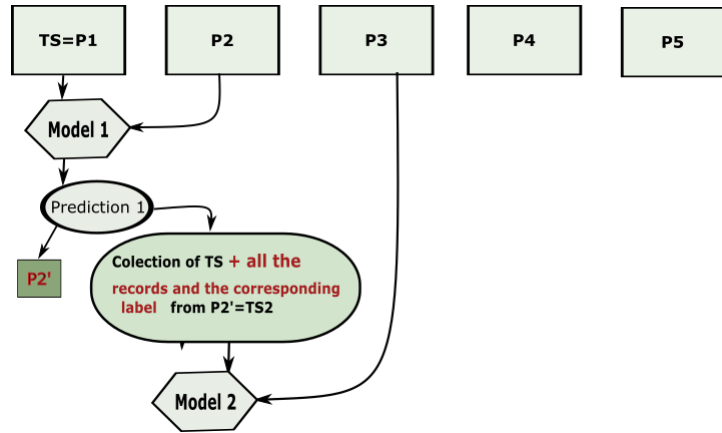 TS=P1
P2
P3
P4
P5
Model 1
Prediction 1
P2'
Colection of TS + all the
records and the corresponding
label from P2'=TS2
Model 2